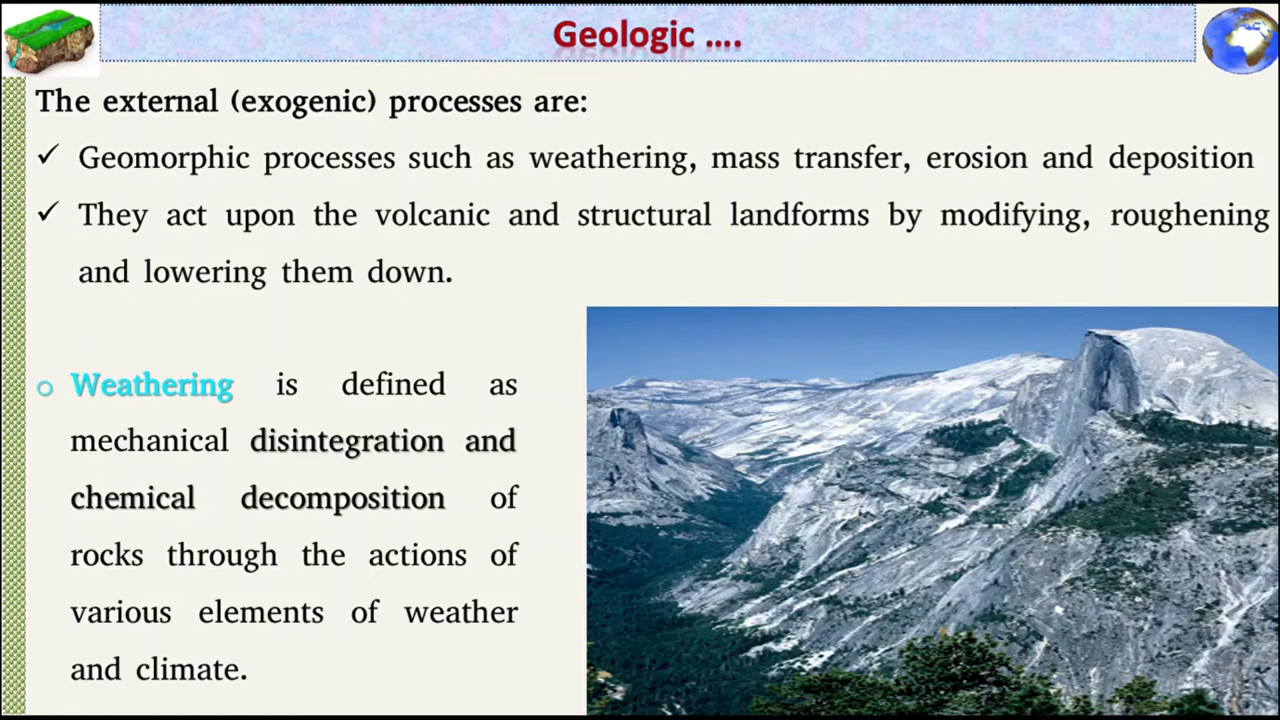 Geologic ....
The external (exogenic) processes are:
✓ Geomorphic processes such as weathering, mass transfer, erosion and deposition
✓ They act upon the volcanic and structural landforms by modifying, roughening
and lowering them down.
o Weathering is defined as
mechanical disintegration and
chemical decomposition of
rocks through the actions of
various elements of weather
and climate.